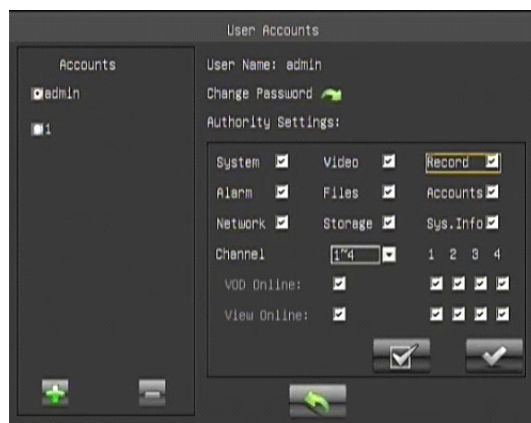 User Accounts
Accounts
admin
1
User Name: admin
Change Password
Authority Settings:
System Video Record
Alarm Files Accounts
Network Storage Sys.Info
Channel 1~4 1 2 3 4
VOD Online:
View Online: